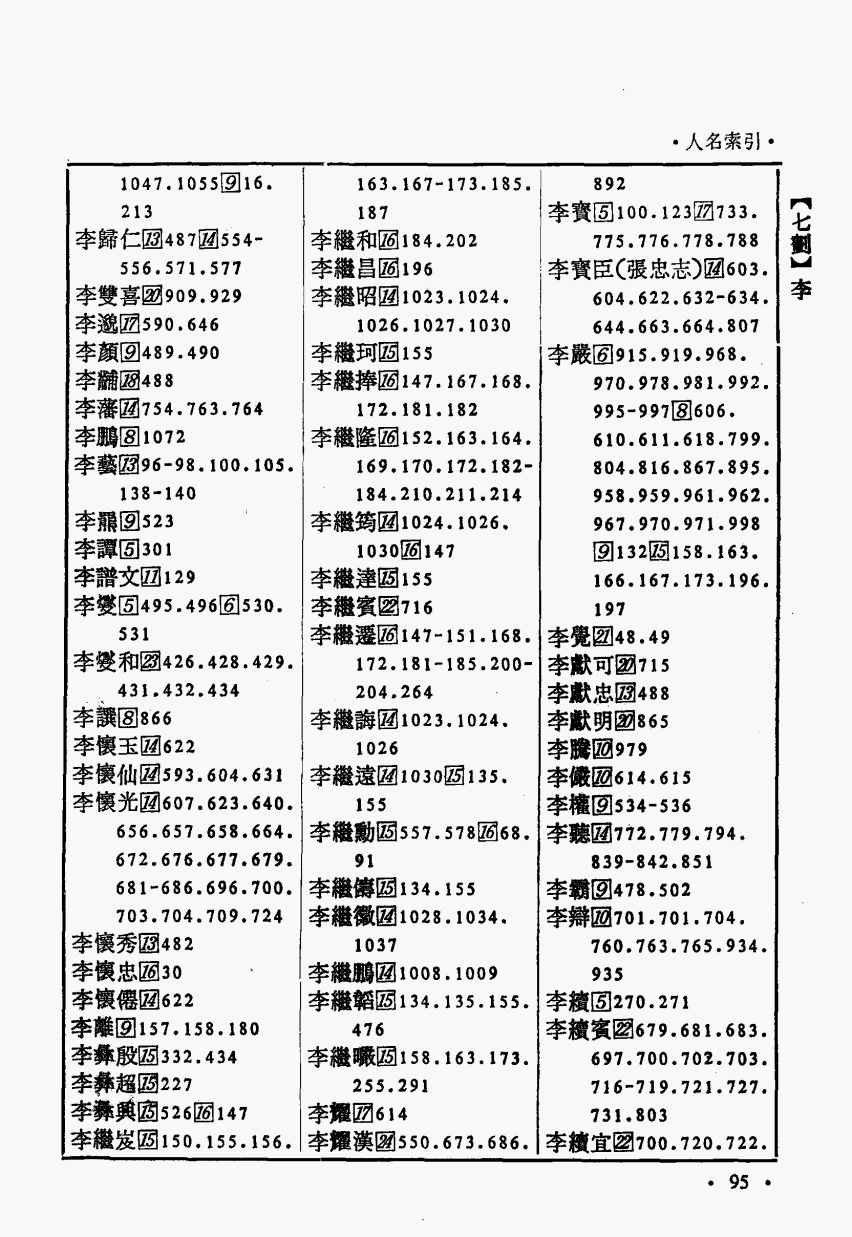 ·人名索引·
【七劃】李
1047.1055[9]16.
213
李歸仁[13]487[14]554-
556.571.577
李雙喜[20]909.929
李邈[17]590.646
李顏[9]489.490
李黼[18]488
李藩[14]754.763.764
李鵬[8]1072
李藝[13]96-98.100.105.
138-140
李羆[9]523
李譚[5]301
李譜文[11]129
李燮[5]495.496[6]530.
531
李燮和[23]426.428.429.
431.432.434
李譔[8]866
李懷玉[14]622
李懷仙[14]593.604.631
李懷光[14]607.623.640.
656.657.658.664.
672.676.677.679.
681-686.696.700.
703.704.709.724
李懷秀[13]482
李懷忠[16]30
李懷僊[14]622
李離[9]157.158.180
李彝殷[15]332.434
李彝超[15]227
李彝興[15]526[16]147
李繼岌[15]150.155.156.
163.167-173.185.
187
李繼和[16]184.202
李繼昌[16]196
李繼昭[14]1023.1024.
1026.1027.1030
李繼珂[15]155
李繼捧[16]147.167.168.
172.181.182
李繼隆[16]152.163.164.
169.170.172.182-
184.210.211.214
李繼筠[14]1024.1026.
1030[16]147
李繼達[15]155
李繼賓[22]716
李繼遷[16]147-151.168.
172.181-185.200-
204.264
李繼誨[14]1023.1024.
1026
李繼遠[14]1030[15]135.
155
李繼勳[15]557.578[16]68.
91
李繼儔[15]134.155
李繼徽[14]1028.1034.
1037
李繼鵬[14]1008.1009
李繼韜[15]134.135.155.
476
李繼曮[15]158.163.173.
255.291
李耀[17]614
李耀漢[24]550.673.686.
892
李寶[5]100.123[17]733.
775.776.778.788
李寶臣(張忠志)[14]603.
604.622.632-634.
644.663.664.807
李嚴[6]915.919.968.
970.978.981.992.
995-997[8]606.
610.611.618.799.
804.816.867.895.
958.959.961.962.
967.970.971.998
[9]132[15]158.163.
166.167.173.196.
197
李覺[21]48.49
李獻可[20]715
李獻忠[13]488
李獻明[20]865
李騰[10]979
李儼[10]614.615
李權[9]534-536
李聽[14]772.779.794.
839-842.851
李霸[9]478.502
李辯[10]701.701.704.
760.763.765.934.
935
李續[5]270.271
李續賓[22]679.681.683.
697.700.702.703.
716-719.721.727.
731.803
李續宜[22]700.720.722.
·95·